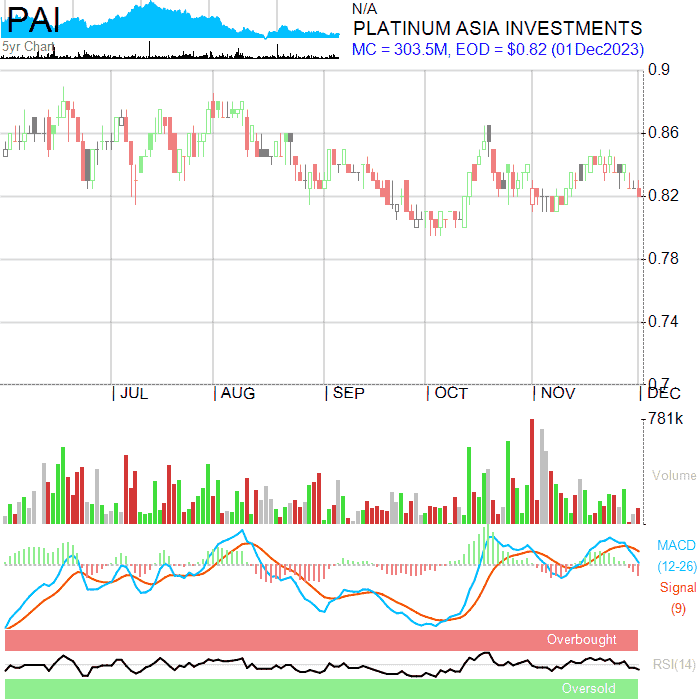 PAI
5yr Chart
N/A
PLATINUM ASIA INVESTMENTS
MC = 303.5M, EOD = $0.82 (01Dec2023)
0.9
0.86
0.82
0.78
0.74
0.7
JUL
AUG
SEP
OCT
NOV
DEC
781k
Volume
MACD
(12-26)
Signal
(9)
Overbought
RSI(14)
Oversold